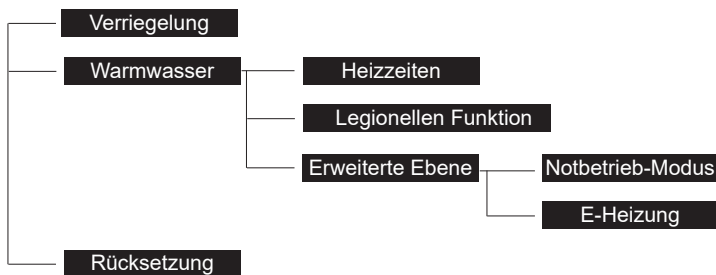 Verriegelung
Warmwasser
Heizzeiten
Legionellen Funktion
Erweiterte Ebene
Notbetrieb-Modus
E-Heizung
Rücksetzung